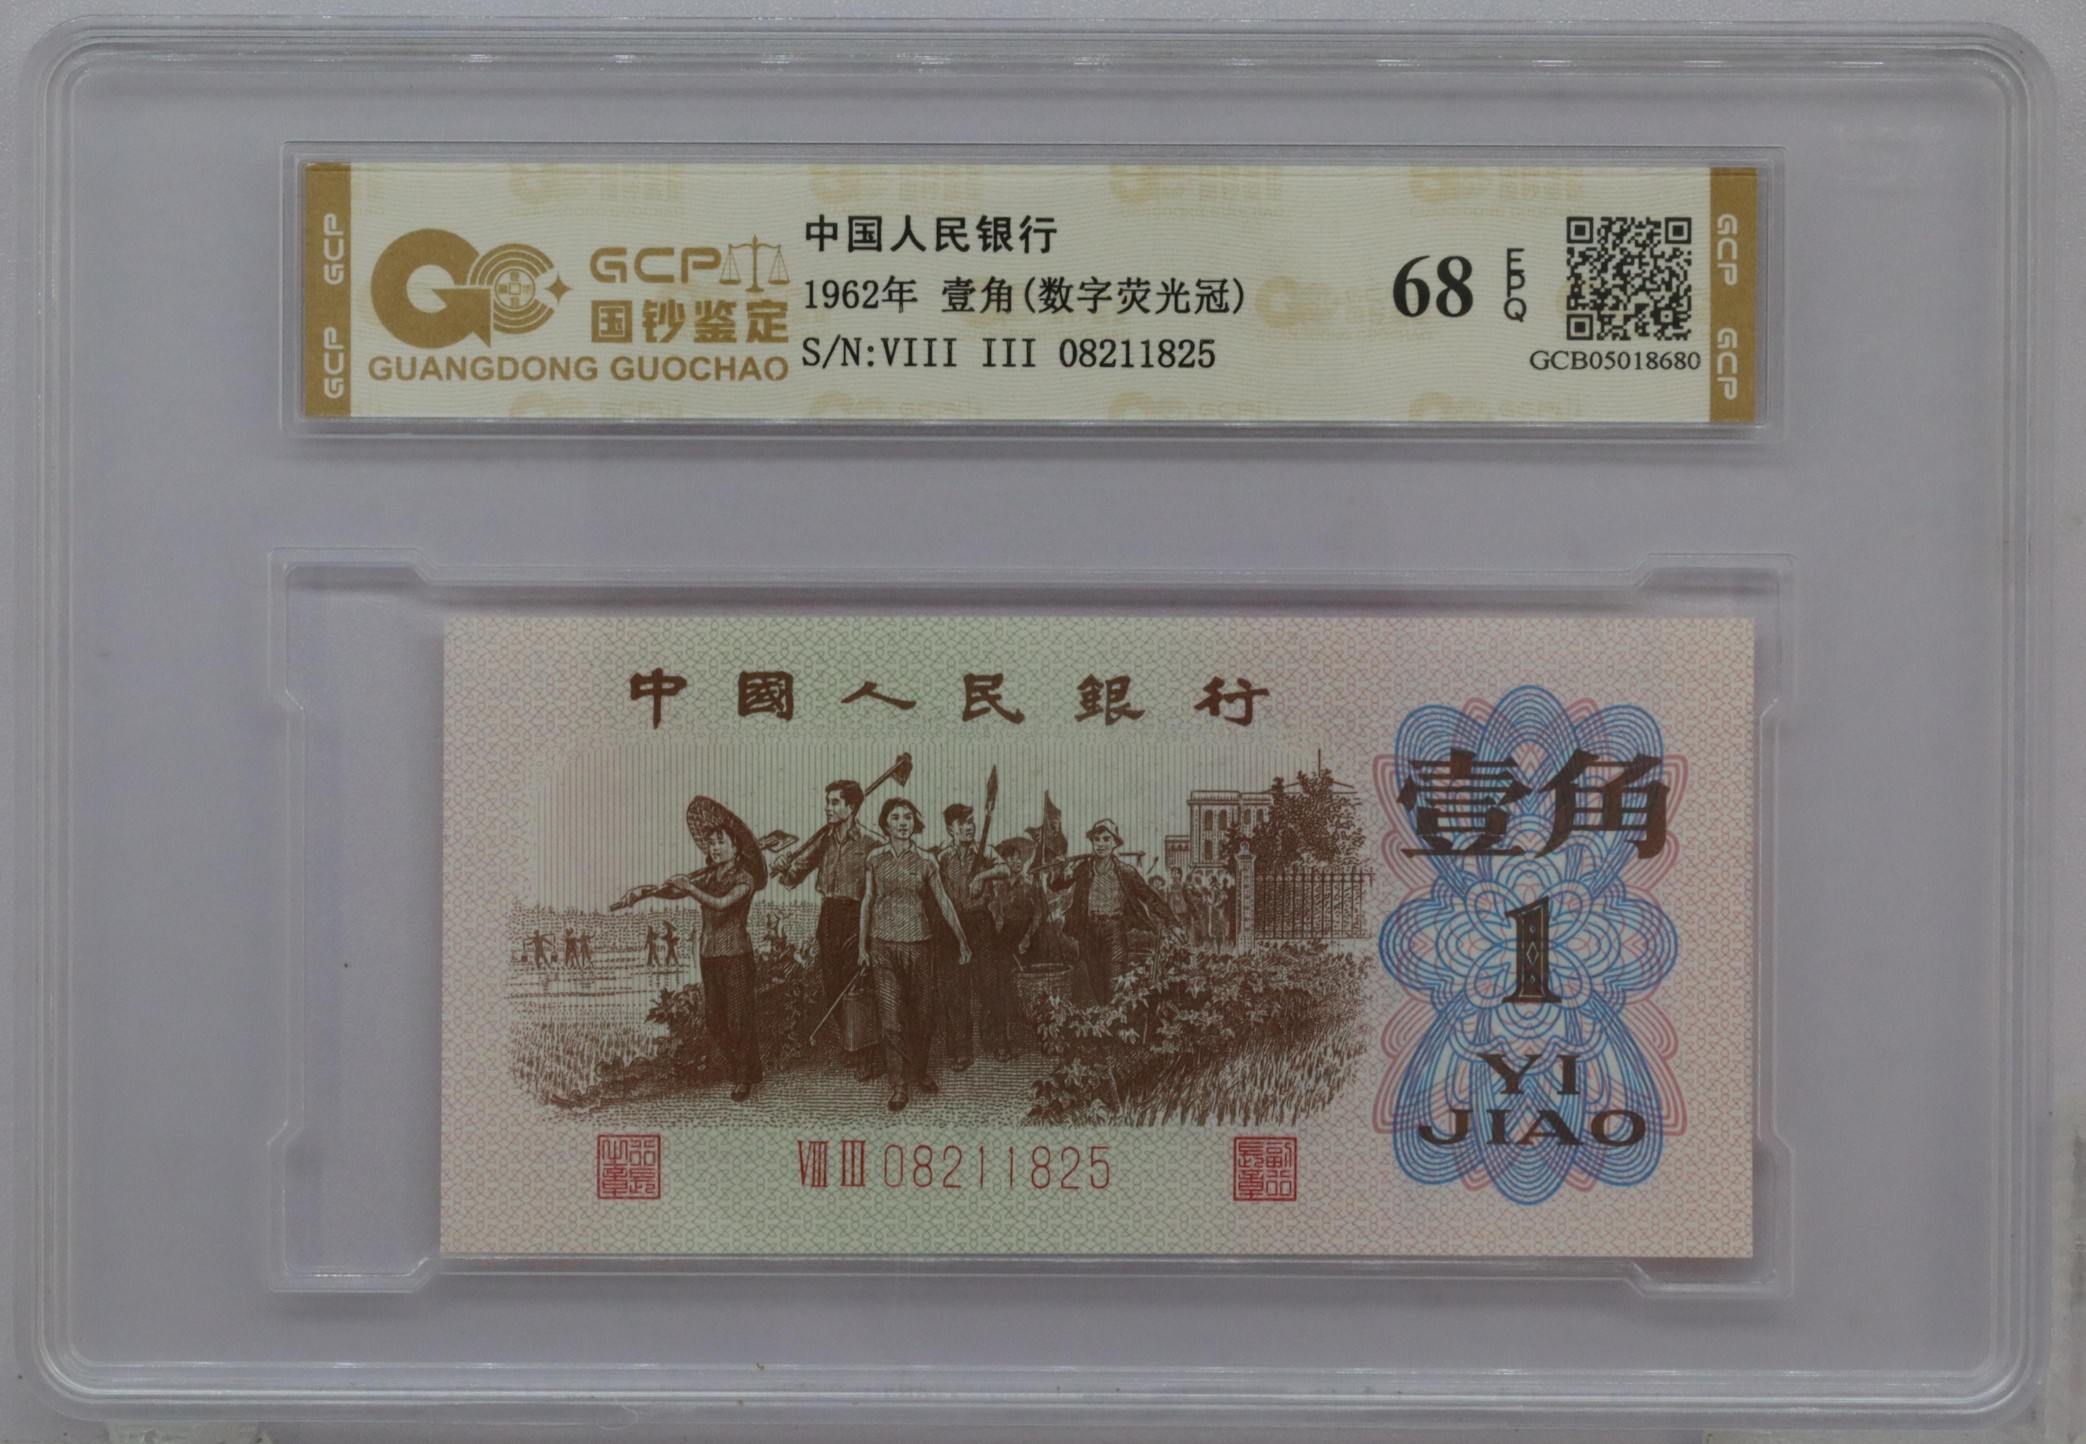 GCP
GCP
GCP
国钞鉴定
GUANGDONG GUOCHAO
中国人民银行
1962年 壹角(数字荧光冠)
S/N:VIII III 08211825
68
EPQ
GCB05018680
GCP
GCP
中國人民銀行
壹角
1
YI
JIAO
VIII III 08211825